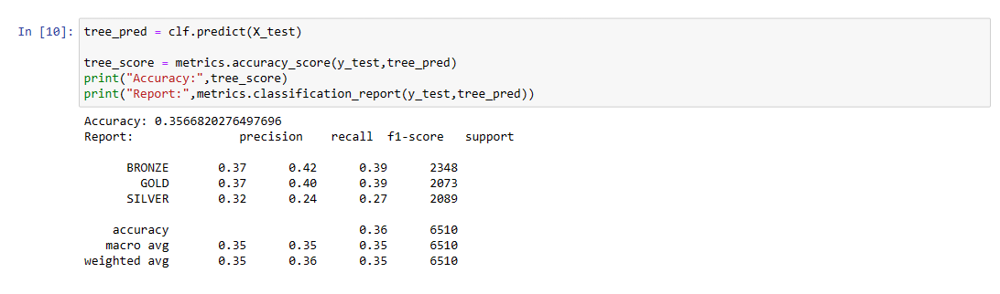 In [10]: tree_pred = clf.predict(X_test)
tree_score = metrics.accuracy_score(y_test,tree_pred)
print("Accuracy:",tree_score)
print("Report:",metrics.classification_report(y_test,tree_pred))
Accuracy: 0.3566820276497696
Report: precision recall f1-score support
BRONZE 0.37 0.42 0.39 2348
GOLD 0.37 0.40 0.39 2073
SILVER 0.32 0.24 0.27 2089
accuracy 0.36 6510
macro avg 0.35 0.35 0.35 6510
weighted avg 0.35 0.36 0.35 6510